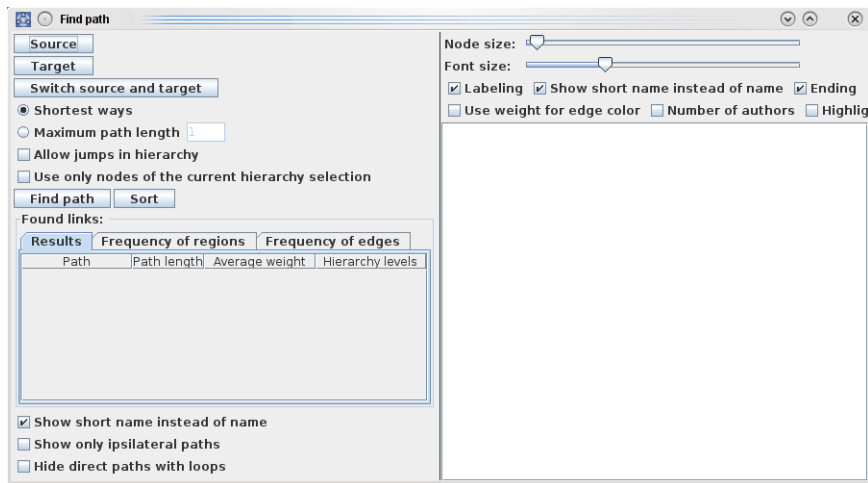 Find path
Source
Target
Switch source and target
Shortest ways
Maximum path length 1
Allow jumps in hierarchy
Use only nodes of the current hierarchy selection
Find path Sort
Found links:
Results Frequency of regions Frequency of edges
Path Path length Average weight Hierarchy levels
Show short name instead of name
Show only ipsilateral paths
Hide direct paths with loops
Node size:
Font size:
Labeling Show short name instead of name Ending
Use weight for edge color Number of authors Highlig